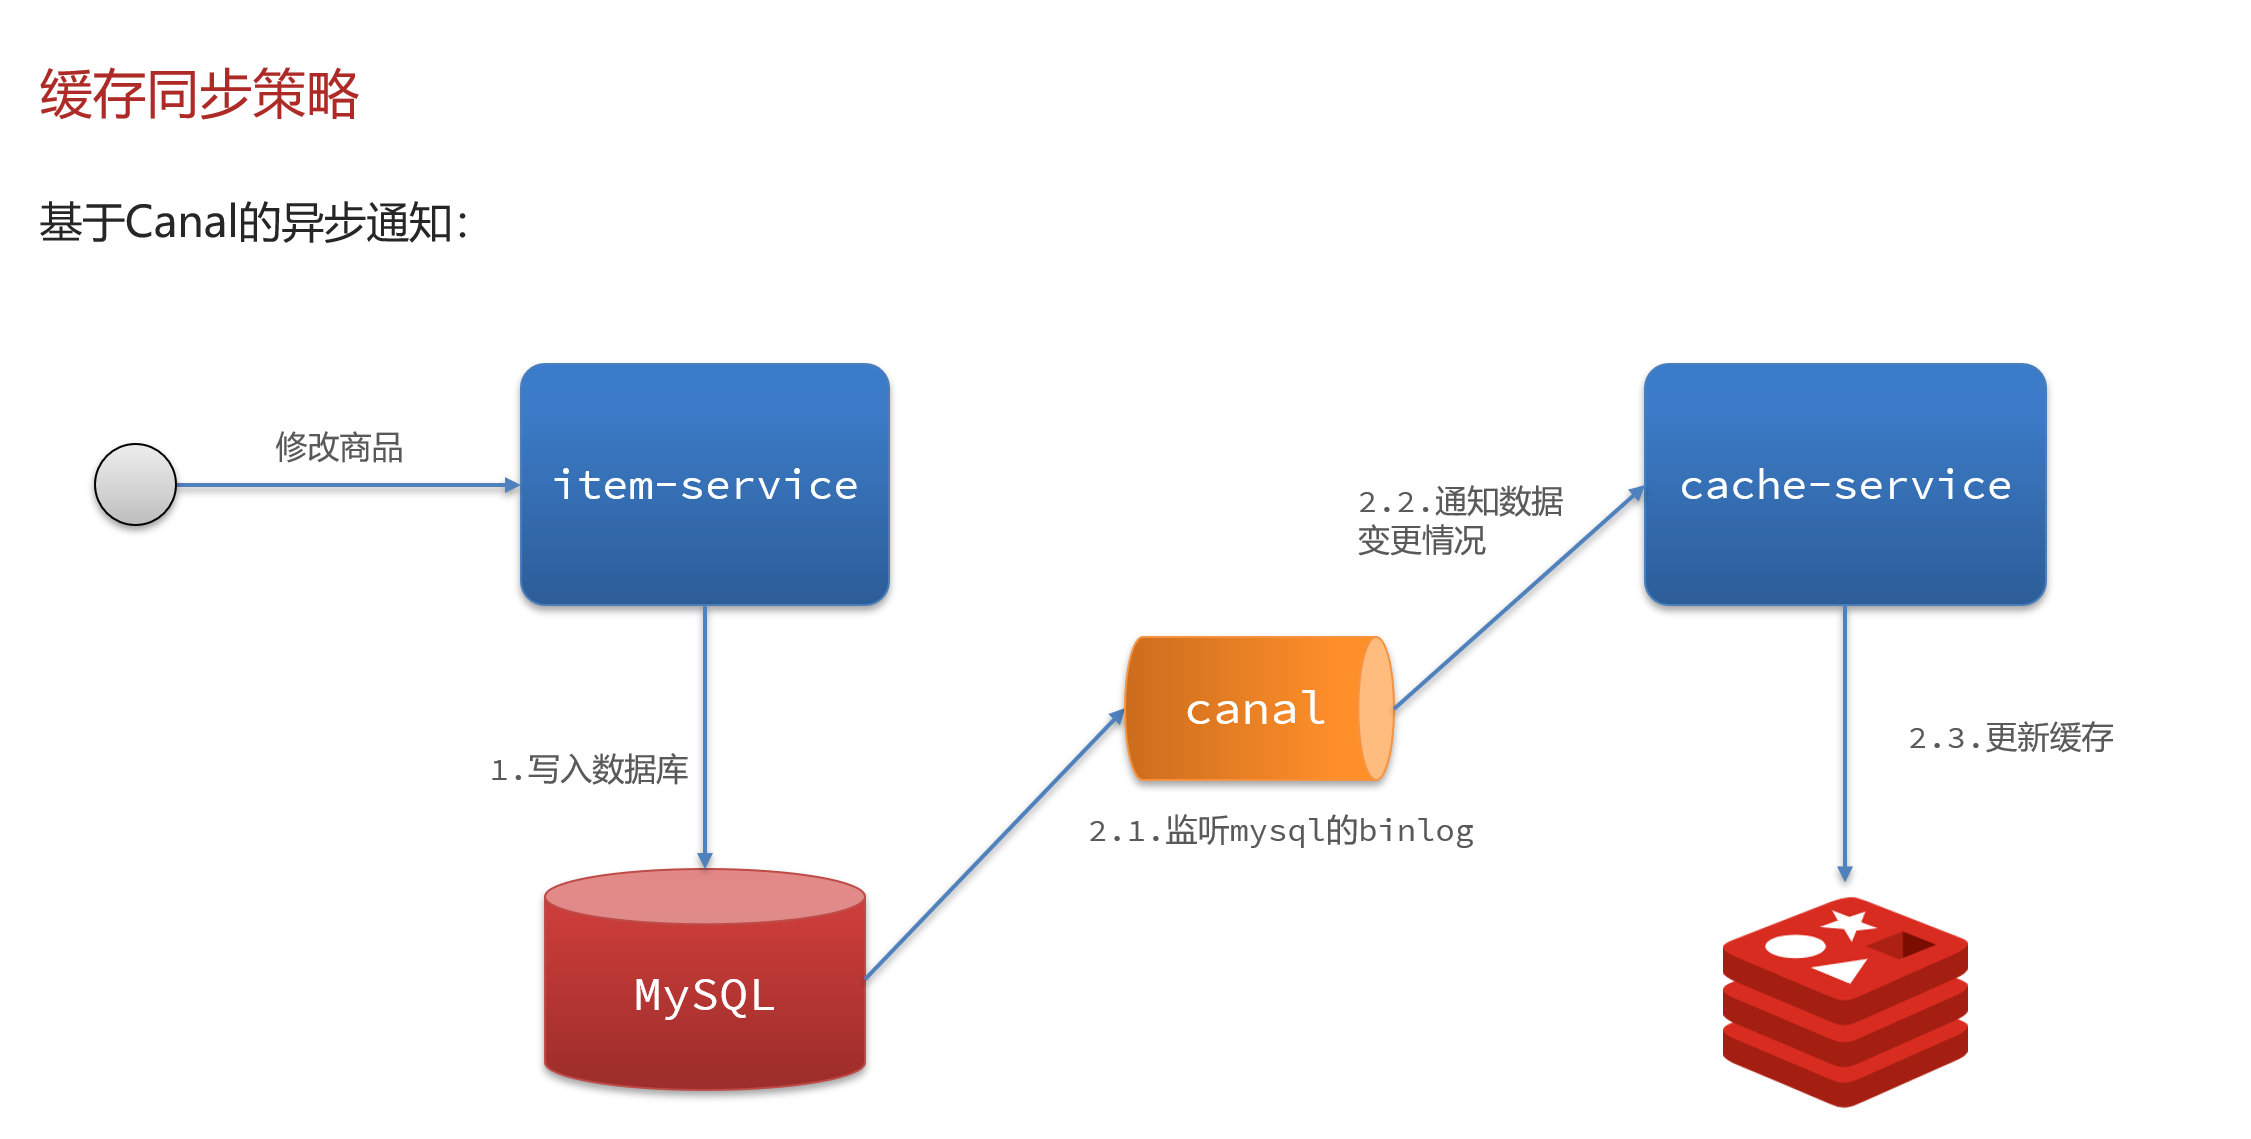 缓存同步策略
基于Canal的异步通知：
修改商品
item-service
cache-service
2.2.通知数据
变更情况
canal
1.写入数据库
2.3.更新缓存
2.1.监听mysql的binlog
MySQL